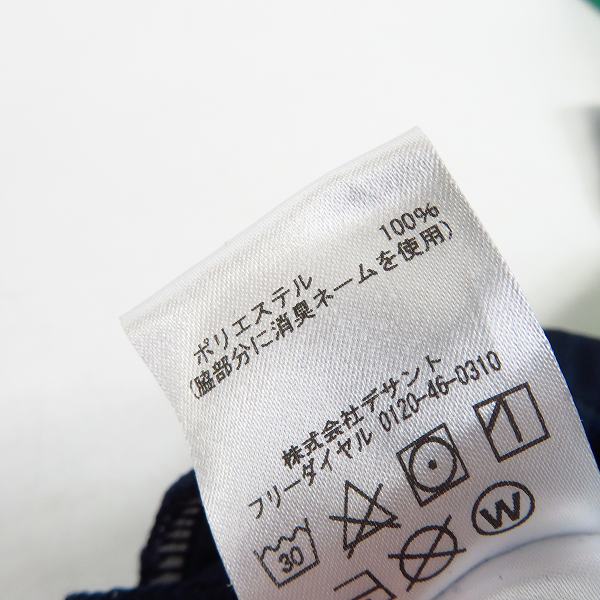 ポリエステル 100%
(脇部分に消臭ネームを使用)
株式会社デサント
フリーダイヤル 0120-46-0310
30
W